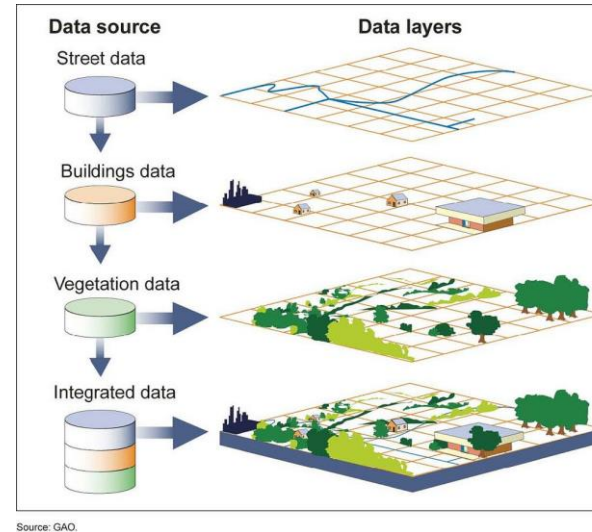 Data source
Data layers
Street data
Buildings data
Vegetation data
Integrated data
Source: GAO.